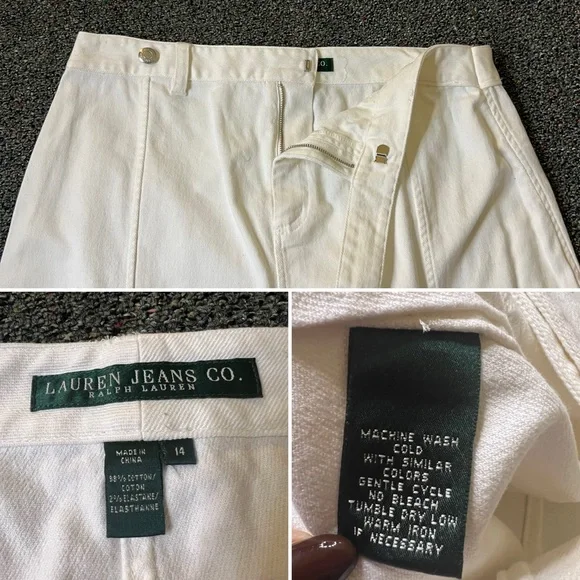 CO.
LAUREN JEANS CO.
RALPH LAUREN
MADE IN
CHINA
14
98% COTTON/
COTON
2% ELASTANE/
ELASTHANNE
MACHINE WASH
COLD
WITH SIMILAR
COLORS
GENTLE CYCLE
NO BLEACH
TUMBLE DRY LOW
WARM IRON
IF NECESSARY